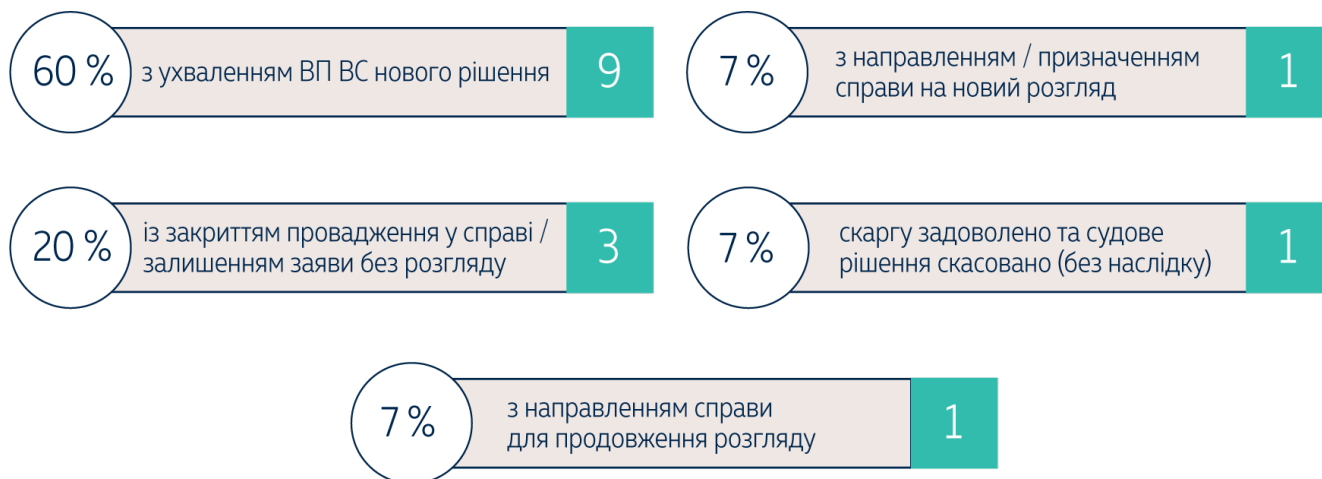 60 %
з ухваленням ВП ВС нового рішення
9
7 %
з направленням / призначенням
справи на новий розгляд
1
20 %
із закриттям провадження у справі /
залишенням заяви без розгляду
3
7 %
скаргу задоволено та судове
рішення скасовано (без наслідку)
1
7 %
з направленням справи
для продовження розгляду
1